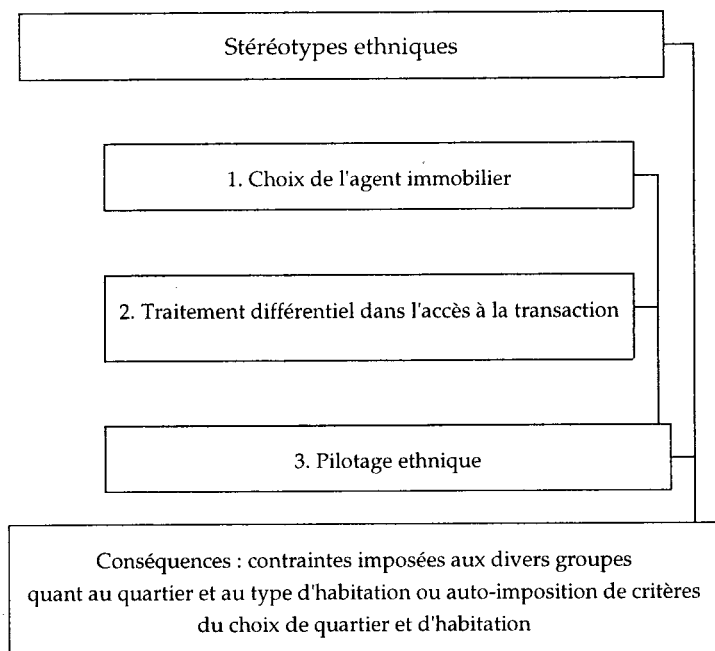 Stéréotypes ethniques
1. Choix de l'agent immobilier
2. Traitement différentiel dans l'accès à la transaction
3. Pilotage ethnique
Conséquences : contraintes imposées aux divers groupes
quant au quartier et au type d'habitation ou auto-imposition de critères
du choix de quartier et d'habitation